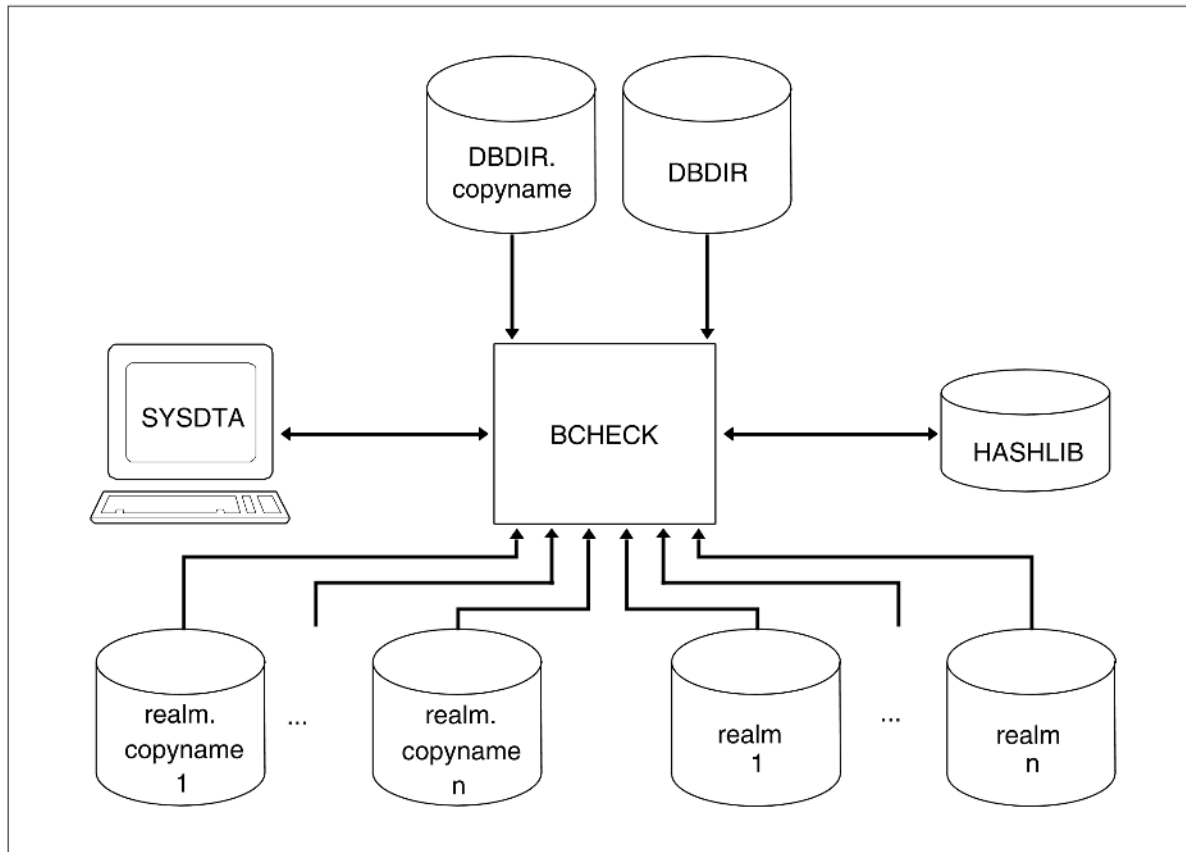 DBDIR.
copyname
DBDIR
SYSDTA
BCHECK
HASHLIB
realm.
copyname
1
...
realm.
copyname
n
realm
1
...
realm
n